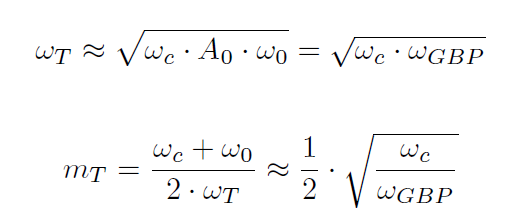 ω_T ≈ √(ω_c · A_0 · ω_0) = √(ω_c · ω_GBP)
m_T = (ω_c + ω_0)/(2 · ω_T) ≈ 1/2 · √(ω_c/ω_GBP)